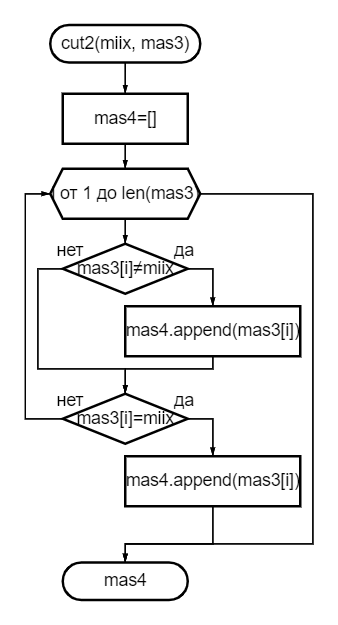 cut2(miix, mas3)
mas4=[]
от 1 до len(mas3
нет
да
mas3[i]≠miix
mas4.append(mas3[i])
нет
да
mas3[i]=miix
mas4.append(mas3[i])
mas4